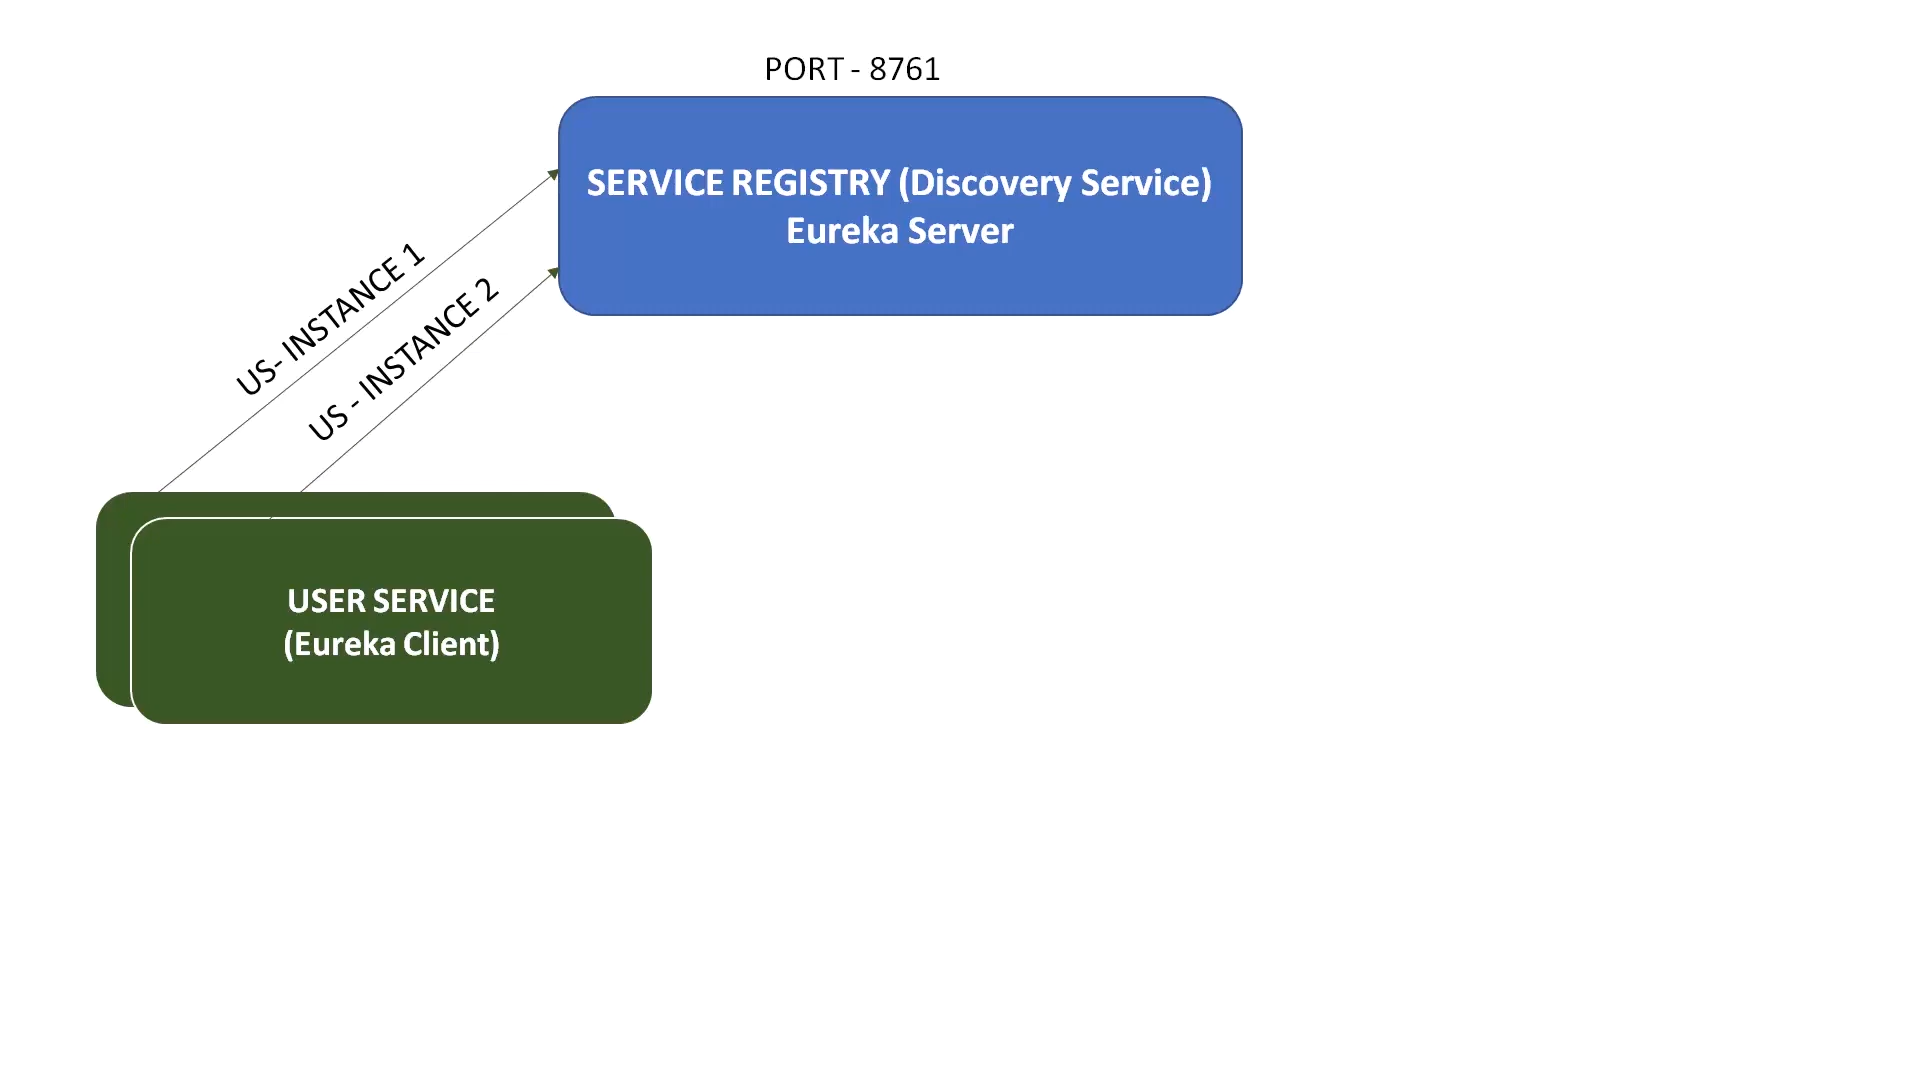 PORT - 8761
SERVICE REGISTRY (Discovery Service)
Eureka Server
US- INSTANCE 1
US - INSTANCE 2
USER SERVICE
(Eureka Client)